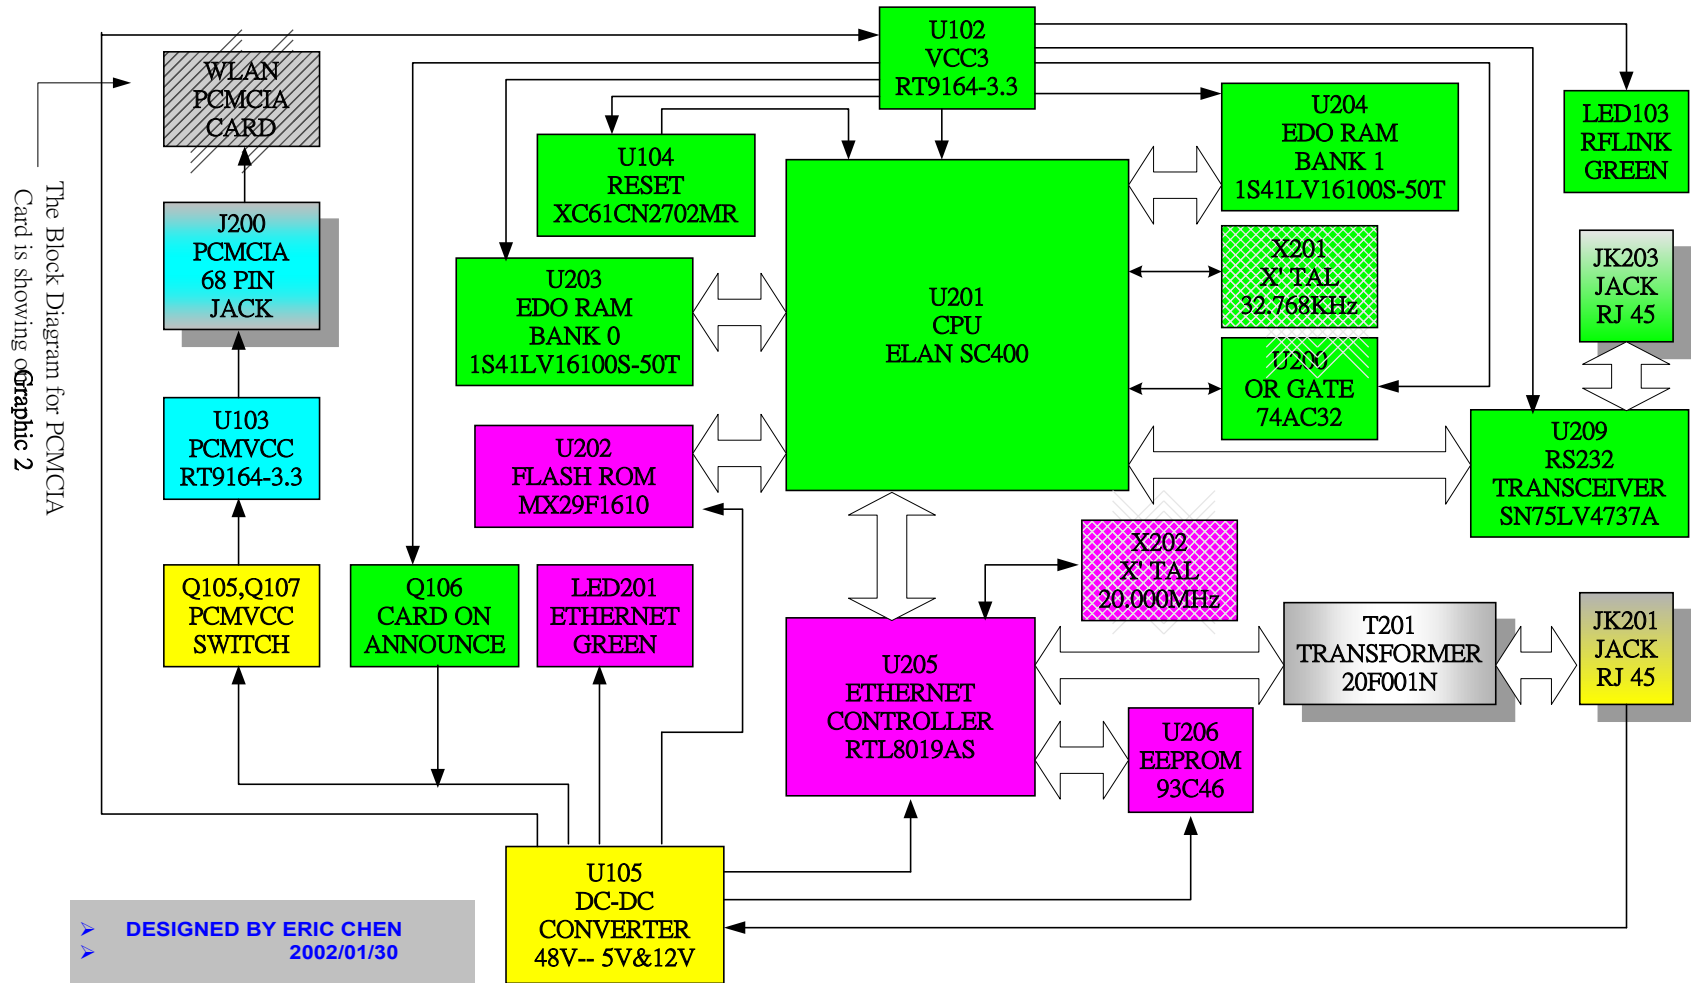 U102
VCC3
RT9164-3.3
WLAN
PCMCIA
CARD
U204
EDO RAM
BANK 1
1S41LV16100S-50T
LED103
RFLINK
GREEN
U104
RESET
XC61CN2702MR
J200
PCMCIA
68 PIN
JACK
U203
EDO RAM
BANK 0
1S41LV16100S-50T
U201
CPU
ELAN SC400
X201
X' TAL
32.768KHz
JK203
JACK
RJ 45
U200
OR GATE
74AC32
The Block Diagram for PCMCIA
Card is showing on Graphic 2
U103
PCMVCC
RT9164-3.3
U202
FLASH ROM
MX29F1610
U209
RS232
TRANSCEIVER
SN75LV4737A
X202
X' TAL
20.000MHz
Q105,Q107
PCMVCC
SWITCH
Q106
CARD ON
ANNOUNCE
LED201
ETHERNET
GREEN
U205
ETHERNET
CONTROLLER
RTL8019AS
T201
TRANSFORMER
20F001N
JK201
JACK
RJ 45
U206
EEPROM
93C46
U105
DC-DC
CONVERTER
48V-- 5V&12V
DESIGNED BY ERIC CHEN
2002/01/30